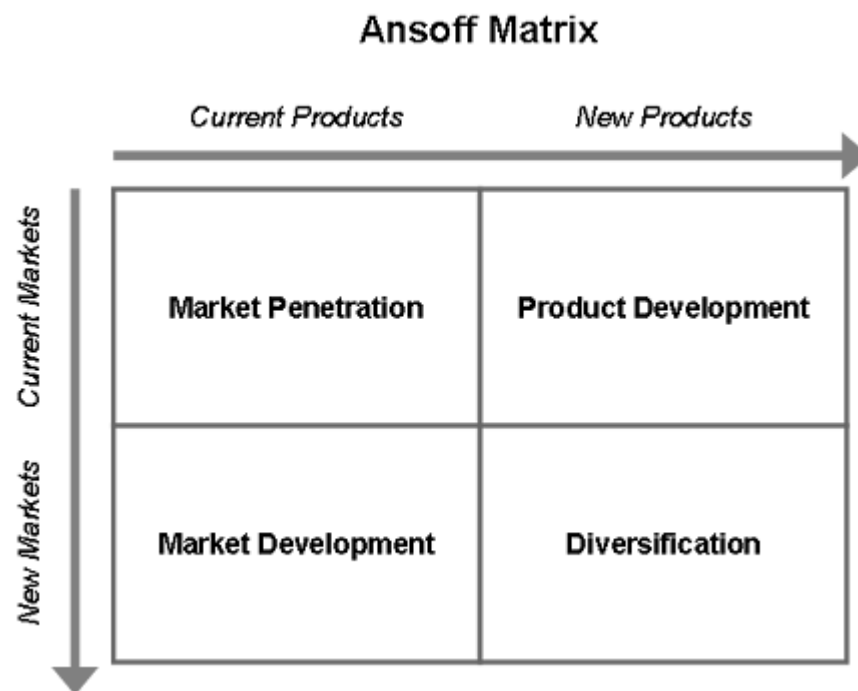 Ansoff Matrix
Current Products
New Products
Current Markets
Market Penetration
Product Development
New Markets
Market Development
Diversification